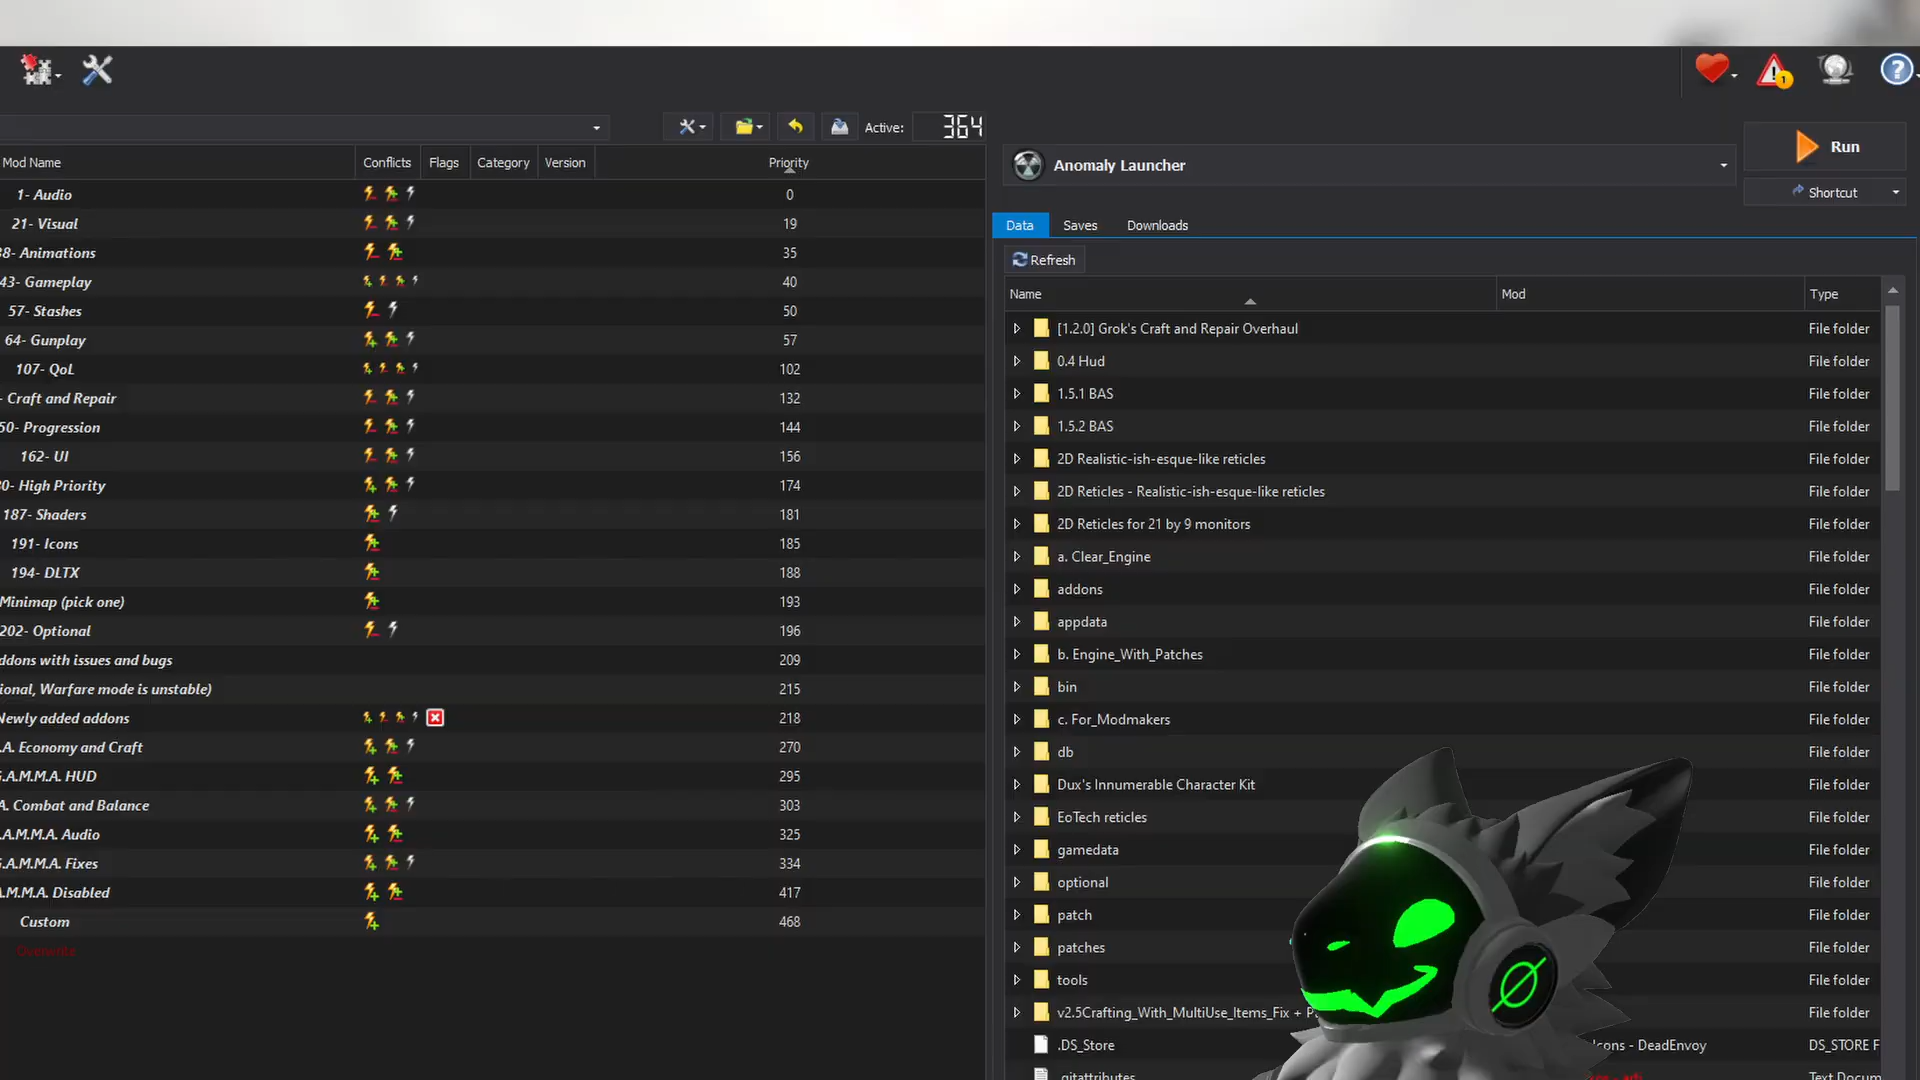 1
Active: 364
Anomaly Launcher
Run
Shortcut
Mod Name Conflicts Flags Category Version Priority
1- Audio 0
21- Visual 19
38- Animations 35
43- Gameplay 40
57- Stashes 50
64- Gunplay 57
107- QoL 102
- Craft and Repair 132
50- Progression 144
162- UI 156
80- High Priority 174
187- Shaders 181
191- Icons 185
194- DLTX 188
Minimap (pick one) 193
202- Optional 196
ddons with issues and bugs 209
ional, Warfare mode is unstable) 215
Newly added addons 218
.A. Economy and Craft 270
G.A.M.M.A. HUD 295
A. Combat and Balance 303
.A.M.M.A. Audio 325
G.A.M.M.A. Fixes 334
A.M.M.A. Disabled 417
Custom 468
Overwrite
Data Saves Downloads
Refresh
Name Mod Type
[1.2.0] Grok's Craft and Repair Overhaul File folder
0.4 Hud File folder
1.5.1 BAS File folder
1.5.2 BAS File folder
2D Realistic-ish-esque-like reticles File folder
2D Reticles - Realistic-ish-esque-like reticles File folder
2D Reticles for 21 by 9 monitors File folder
a. Clear_Engine File folder
addons File folder
appdata File folder
b. Engine_With_Patches File folder
bin File folder
c. For_Modmakers File folder
db File folder
Dux's Innumerable Character Kit File folder
EoTech reticles File folder
gamedata File folder
optional File folder
patch File folder
patches File folder
tools File folder
v2.5Crafting_With_MultiUse_Items_Fix + P File folder
.DS_Store Icons - DeadEnvoy DS_STORE F
.gitattributes Text Docum